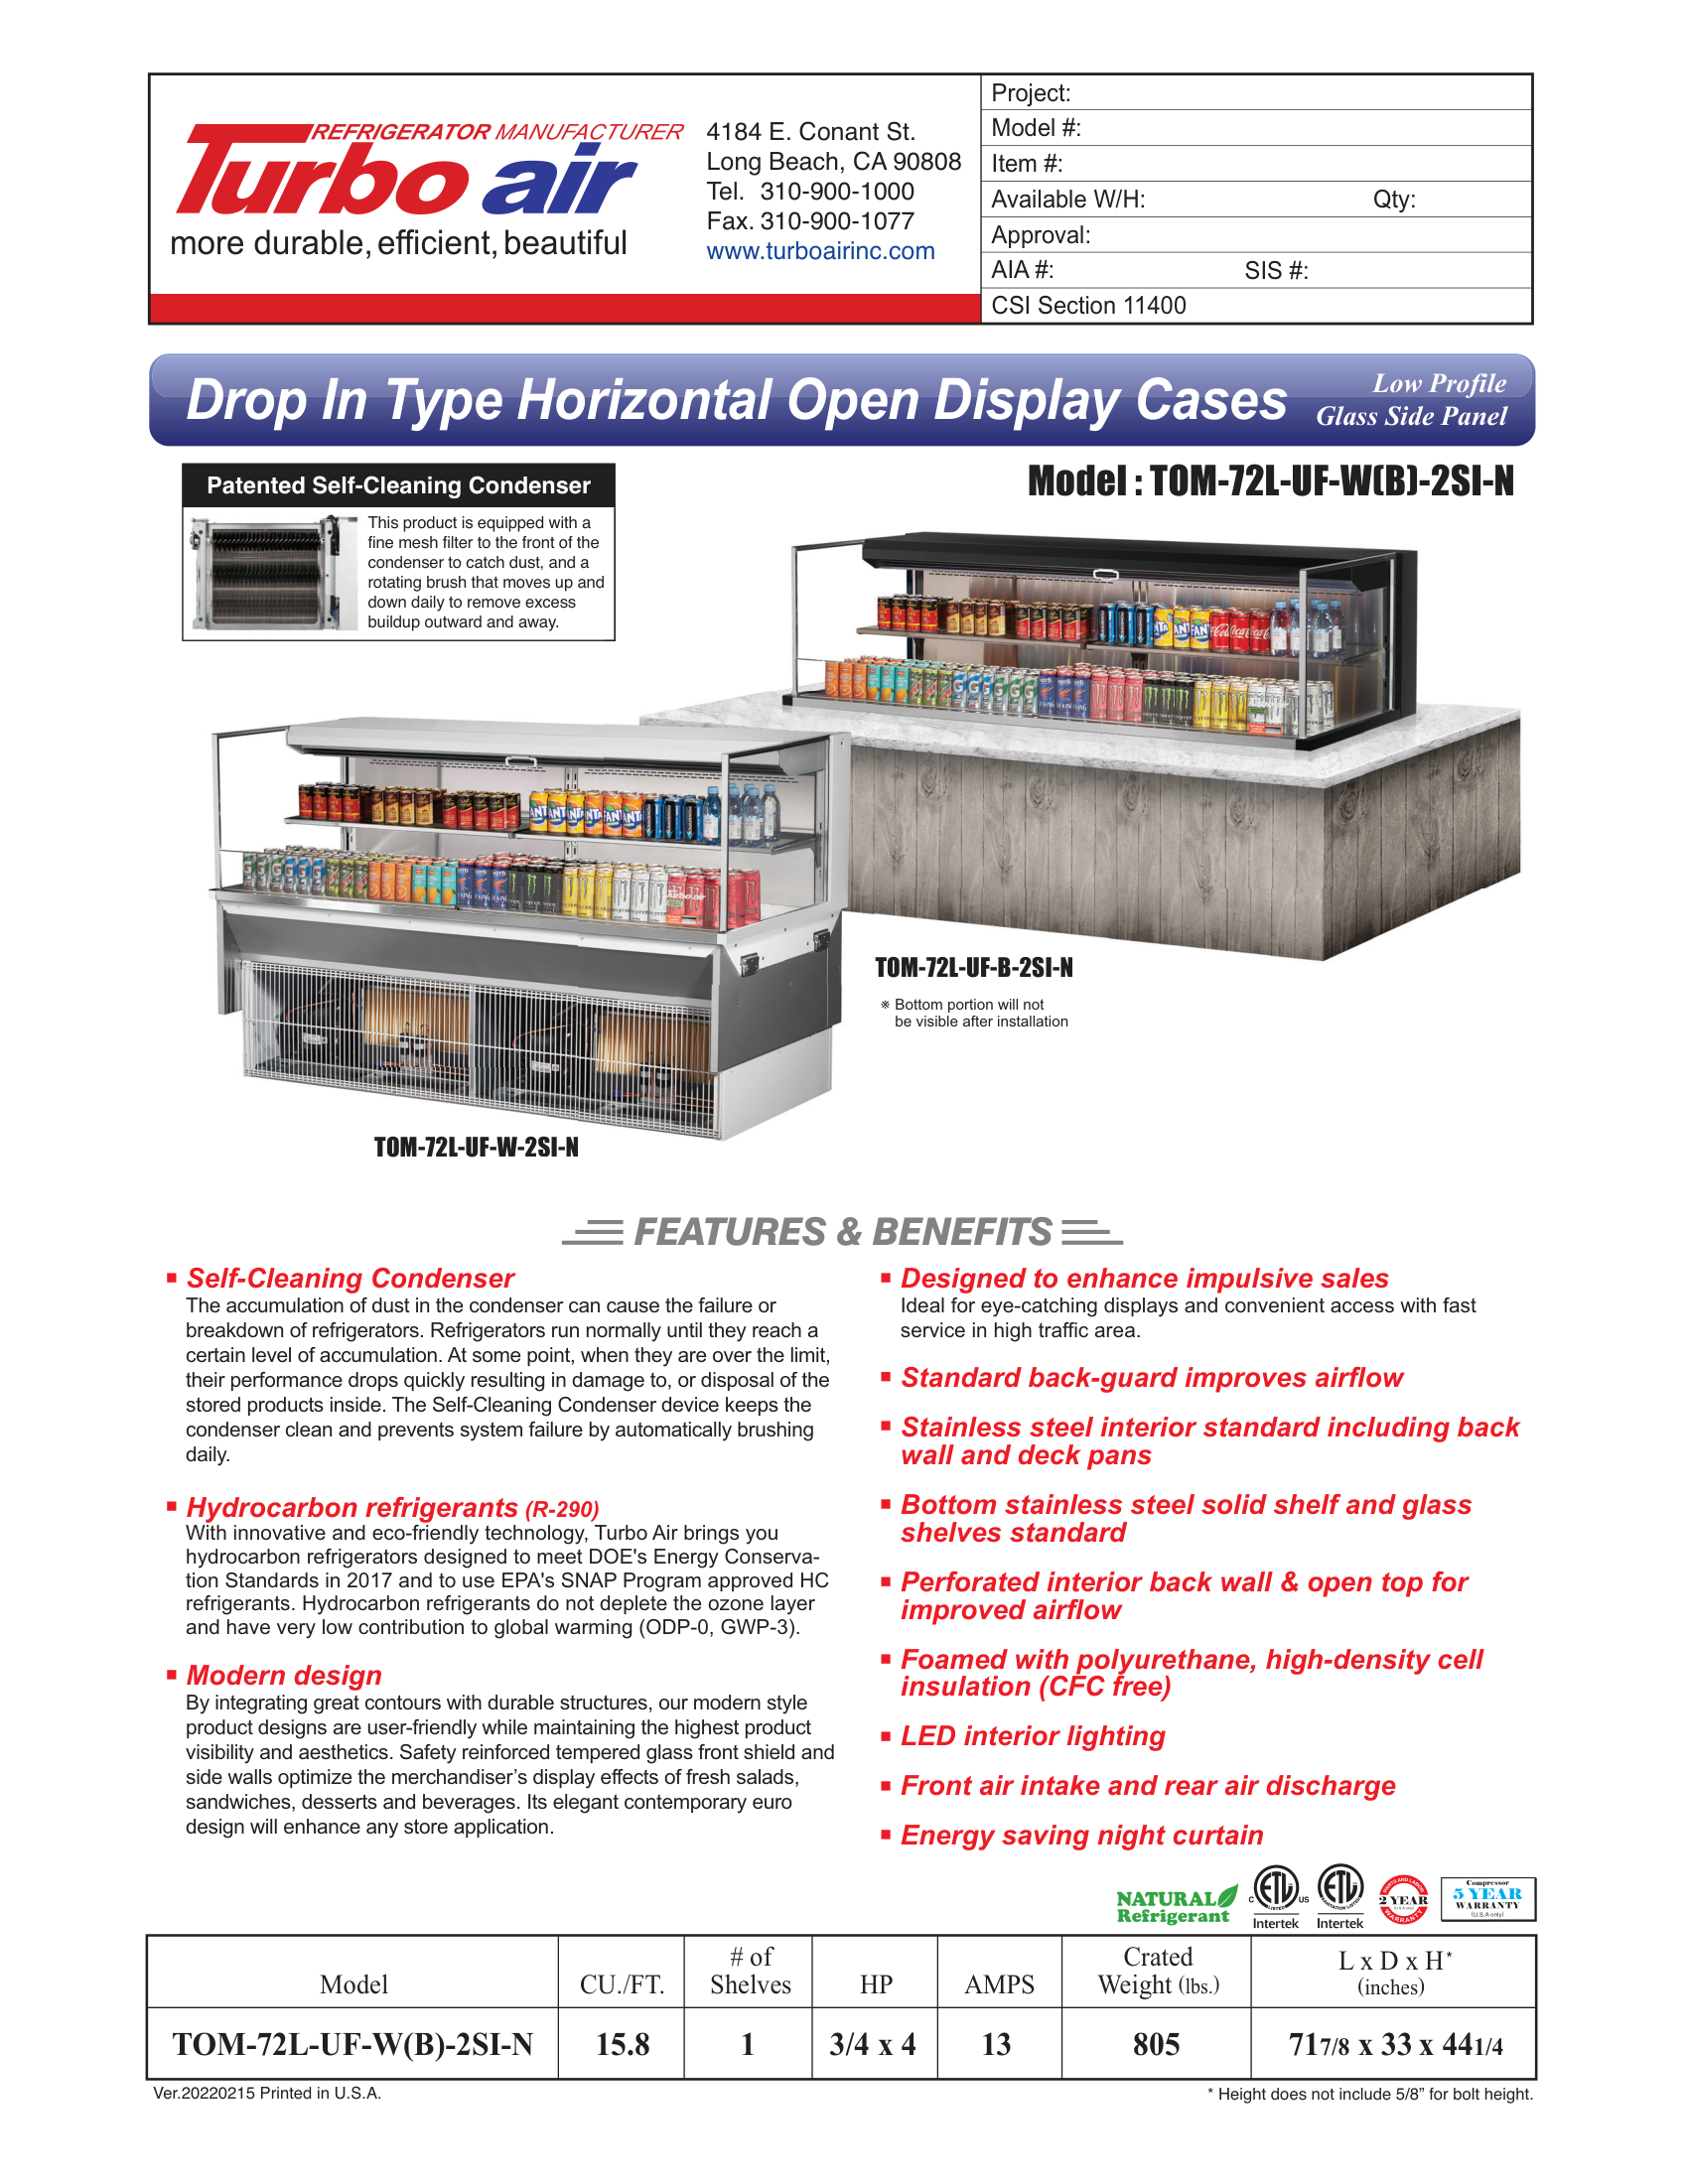 REFRIGERATOR MANUFACTURER
Turbo air
more durable, efficient, beautiful
4184 E. Conant St.
Long Beach, CA 90808
Tel. 310-900-1000
Fax. 310-900-1077
www.turboairinc.com
Project:
Model #:
Item #:
Available W/H: Qty:
Approval:
AIA #: SIS #:
CSI Section 11400
Drop In Type Horizontal Open Display Cases
Low Profile
Glass Side Panel
Patented Self-Cleaning Condenser
This product is equipped with a
fine mesh filter to the front of the
condenser to catch dust, and a
rotating brush that moves up and
down daily to remove excess
buildup outward and away.
Model : TOM-72L-UF-W(B)-2SI-N
TOM-72L-UF-B-2SI-N
※ Bottom portion will not
be visible after installation
TOM-72L-UF-W-2SI-N
FEATURES & BENEFITS
■ Self-Cleaning Condenser
The accumulation of dust in the condenser can cause the failure or
breakdown of refrigerators. Refrigerators run normally until they reach a
certain level of accumulation. At some point, when they are over the limit,
their performance drops quickly resulting in damage to, or disposal of the
stored products inside. The Self-Cleaning Condenser device keeps the
condenser clean and prevents system failure by automatically brushing
daily.
■ Hydrocarbon refrigerants (R-290)
With innovative and eco-friendly technology, Turbo Air brings you
hydrocarbon refrigerators designed to meet DOE's Energy Conserva-
tion Standards in 2017 and to use EPA's SNAP Program approved HC
refrigerants. Hydrocarbon refrigerants do not deplete the ozone layer
and have very low contribution to global warming (ODP-0, GWP-3).
■ Modern design
By integrating great contours with durable structures, our modern style
product designs are user-friendly while maintaining the highest product
visibility and aesthetics. Safety reinforced tempered glass front shield and
side walls optimize the merchandiser’s display effects of fresh salads,
sandwiches, desserts and beverages. Its elegant contemporary euro
design will enhance any store application.
■ Designed to enhance impulsive sales
Ideal for eye-catching displays and convenient access with fast
service in high traffic area.
■ Standard back-guard improves airflow
■ Stainless steel interior standard including back
wall and deck pans
■ Bottom stainless steel solid shelf and glass
shelves standard
■ Perforated interior back wall & open top for
improved airflow
■ Foamed with polyurethane, high-density cell
insulation (CFC free)
■ LED interior lighting
■ Front air intake and rear air discharge
■ Energy saving night curtain
NATURAL
Refrigerant
C ETL US
LISTED
Intertek
ETL
SANITATION LISTED
Intertek
PARTS AND LABOR
2 YEAR
(U.S.A only)
WARRANTY
Compressor
5 YEAR
WARRANTY
(U.S.A only)
Model CU./FT. # of Shelves HP AMPS Crated Weight (lbs.) L x D x H* (inches)
TOM-72L-UF-W(B)-2SI-N 15.8 1 3/4 x 4 13 805 717/8 x 33 x 441/4
Ver.20220215 Printed in U.S.A.
* Height does not include 5/8” for bolt height.